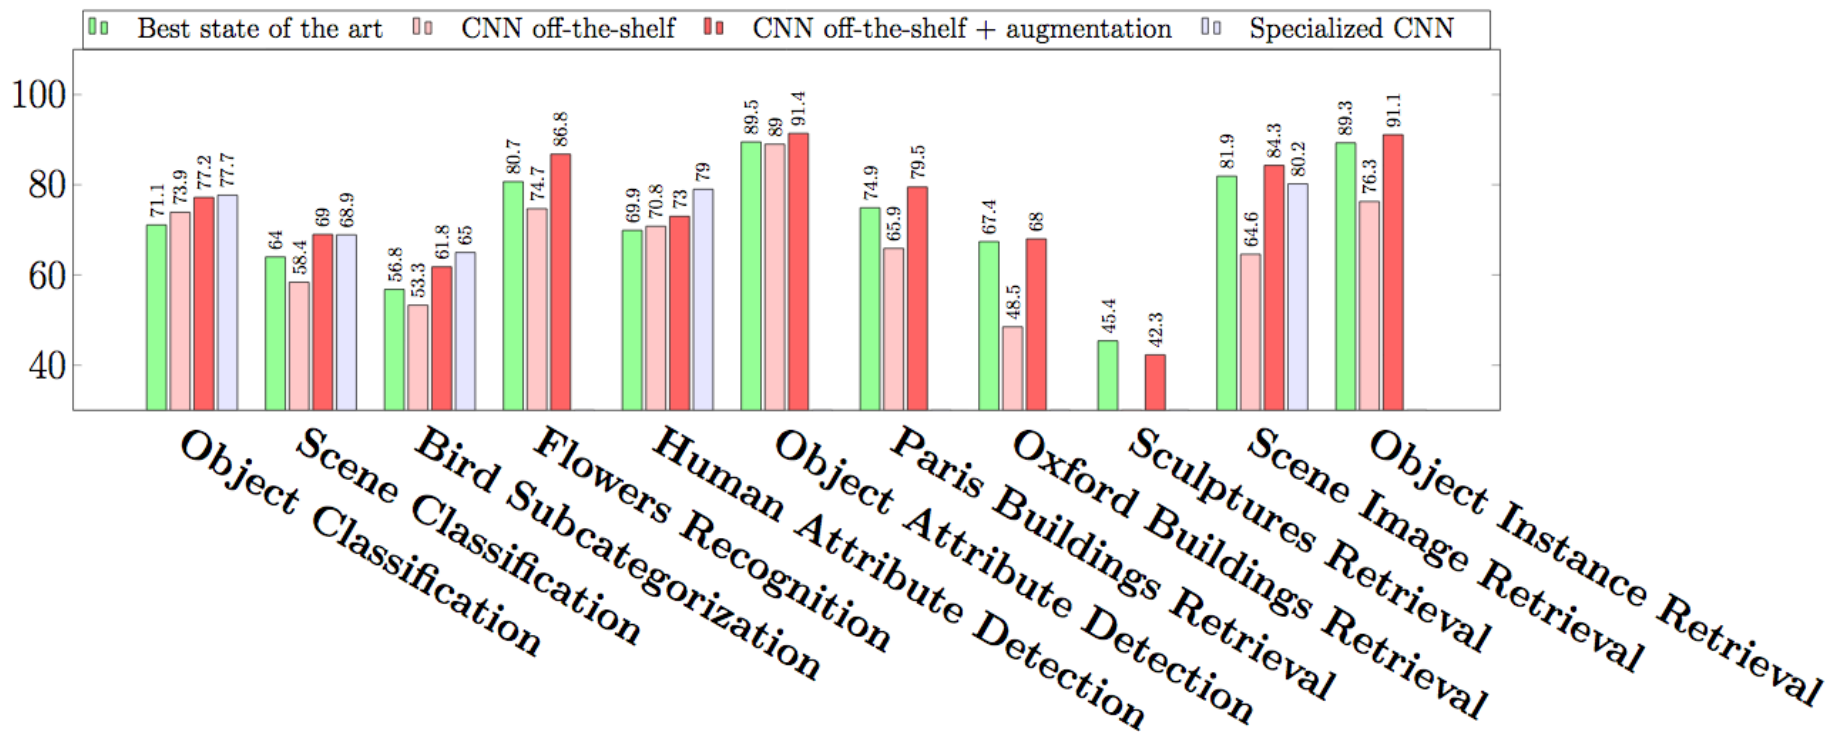 Best state of the art CNN off-the-shelf CNN off-the-shelf + augmentation Specialized CNN
100
80
60
40
71.1 73.9 77.2 77.7
64 58.4 69 68.9
56.8 53.3 61.8 65
80.7 74.7 86.8
69.9 70.8 73 79
89.5 89 91.4
74.9 65.9 79.5
67.4 48.5 68
45.4 42.3
81.9 64.6 84.3 80.2
89.3 76.3 91.1
Object Classification
Scene Classification
Bird Subcategorization
Flowers Recognition
Human Attribute Detection
Object Attribute Detection
Paris Buildings Retrieval
Oxford Buildings Retrieval
Sculptures Retrieval
Scene Image Retrieval
Object Instance Retrieval